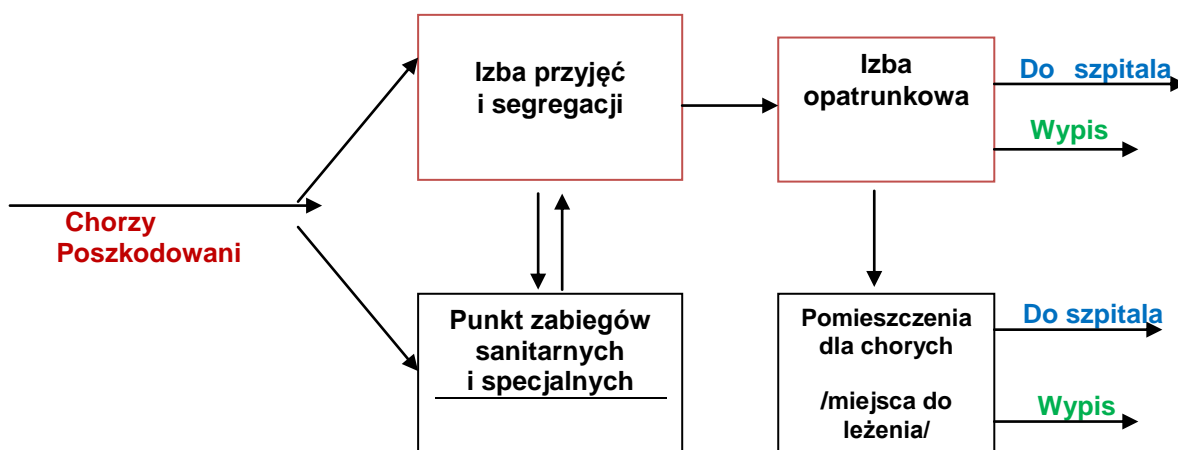 Izba przyjęć
i segregacji
Izba
opatrunkowa
Do szpitala
Wypis
Chorzy
Poszkodowani
Punkt zabiegów
sanitarnych
i specjalnych
Pomieszczenia
dla chorych
/miejsca do
leżenia/
Do szpitala
Wypis